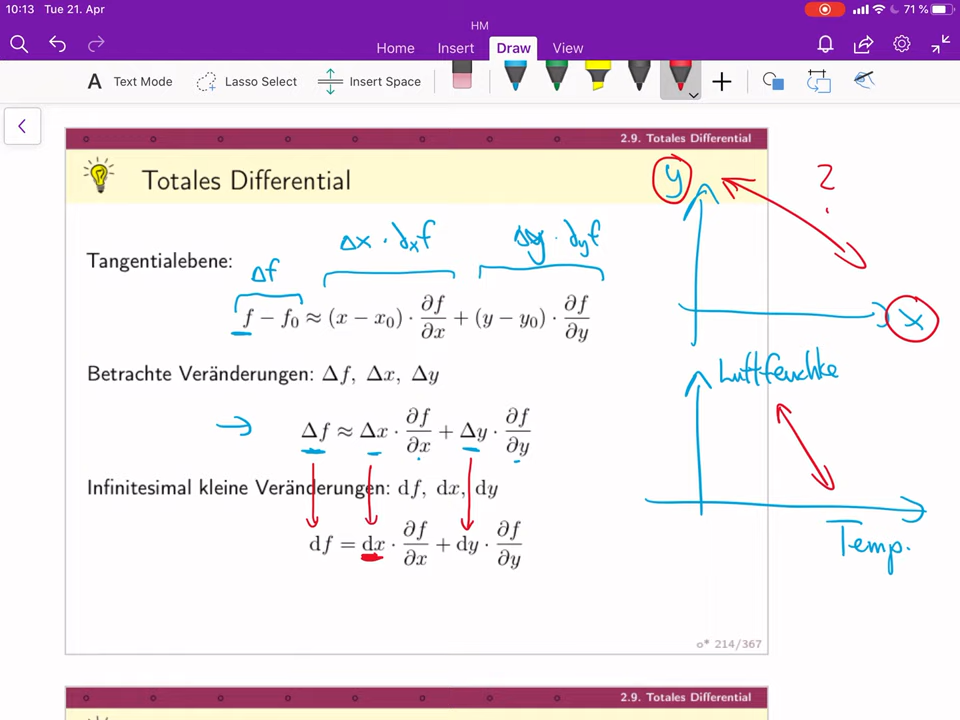 10:13 Tue 21. Apr
71 %
HM
Home Insert Draw View
A Text Mode Lasso Select Insert Space
2.9. Totales Differential
Totales Differential
Δf Δx · ∂xf Δy · ∂yf
Tangentialebene:
f − f₀ ≈ (x − x₀) · ∂f/∂x + (y − y₀) · ∂f/∂y
Betrachte Veränderungen: Δf, Δx, Δy
→ Δf ≈ Δx · ∂f/∂x + Δy · ∂f/∂y
Infinitesimal kleine Veränderungen: df, dx, dy
df = dx · ∂f/∂x + dy · ∂f/∂y
o* 214/367
y
?
x
Luftfeuchte
Temp.
2.9. Totales Differential